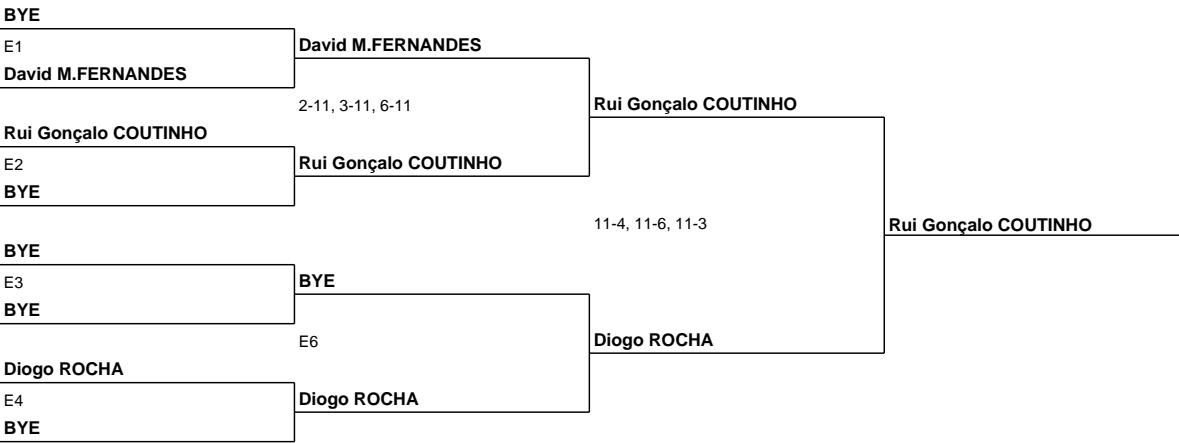 BYE
E1
David M.FERNANDES
David M.FERNANDES
2-11, 3-11, 6-11
Rui Gonçalo COUTINHO
Rui Gonçalo COUTINHO
E2
Rui Gonçalo COUTINHO
BYE
11-4, 11-6, 11-3
Rui Gonçalo COUTINHO
BYE
E3
BYE
BYE
E6
Diogo ROCHA
Diogo ROCHA
E4
Diogo ROCHA
BYE